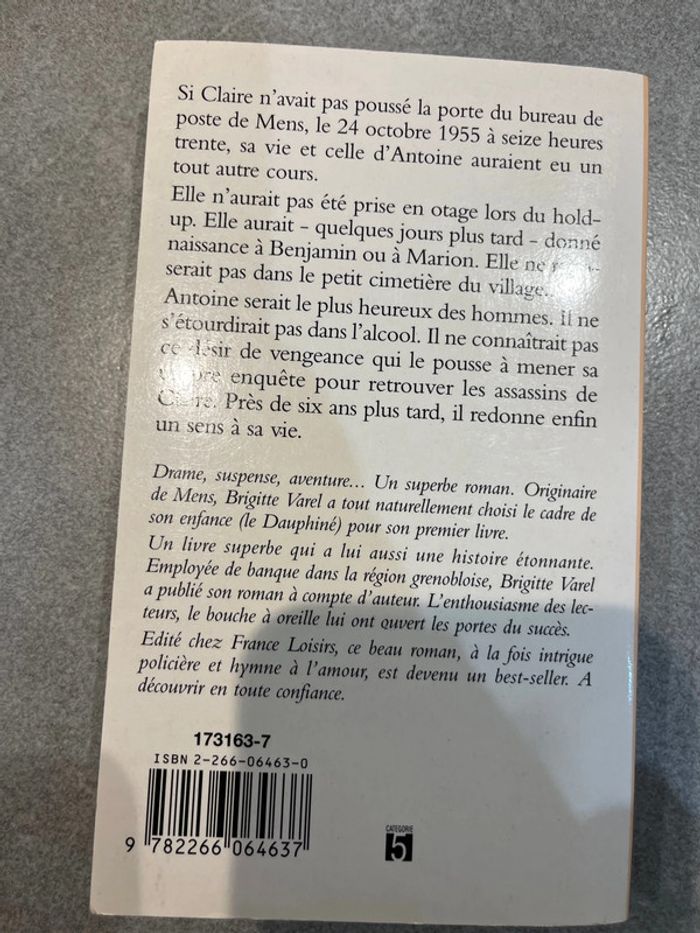 Si Claire n'avait pas poussé la porte du bureau de
poste de Mens, le 24 octobre 1955 à seize heures
trente, sa vie et celle d'Antoine auraient eu un
tout autre cours.
Elle n'aurait pas été prise en otage lors du hold-
up. Elle aurait – quelques jours plus tard – donné
naissance à Benjamin ou à Marion. Elle ne
serait pas dans le petit cimetière du village..
Antoine serait le plus heureux des hommes. Il ne
s'étourdirait pas dans l'alcool. Il ne connaîtrait pas
ce désir de vengeance qui le pousse à mener sa
enquête pour retrouver les assassins de
Claire. Près de six ans plus tard, il redonne enfin
un sens à sa vie.
Drame, suspense, aventure... Un superbe roman. Originaire
de Mens, Brigitte Varel a tout naturellement choisi le cadre de
son enfance (le Dauphiné) pour son premier livre.
Un livre superbe qui a lui aussi une histoire étonnante.
Employée de banque dans la région grenobloise, Brigitte Varel
a publié son roman à compte d'auteur. L'enthousiasme des lec-
teurs, le bouche à oreille lui ont ouvert les portes du succès.
Edité chez France Loisirs, ce beau roman, à la fois intrigue
policière et hymne à l'amour, est devenu un best-seller. A
découvrir en toute confiance.
173163-7
ISBN 2-266-06463-0
9 782266 064637
CATEGORIE
5